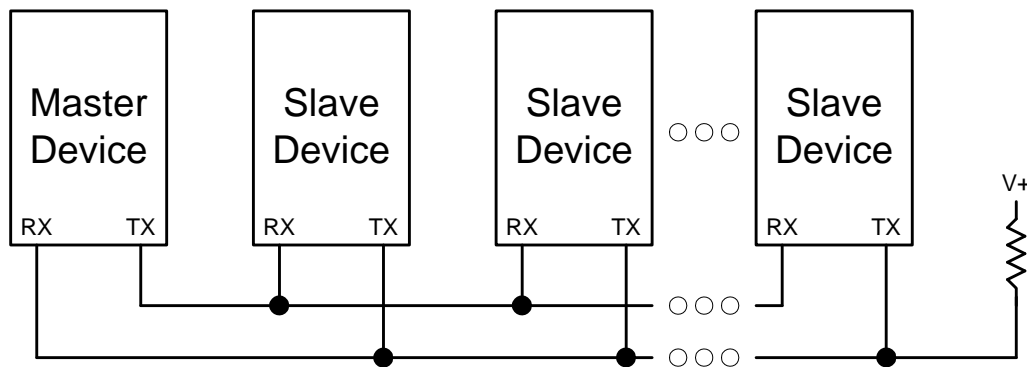 Master
Device
Slave
Device
Slave
Device
Slave
Device
RX TX
RX TX
RX TX
RX TX
V+